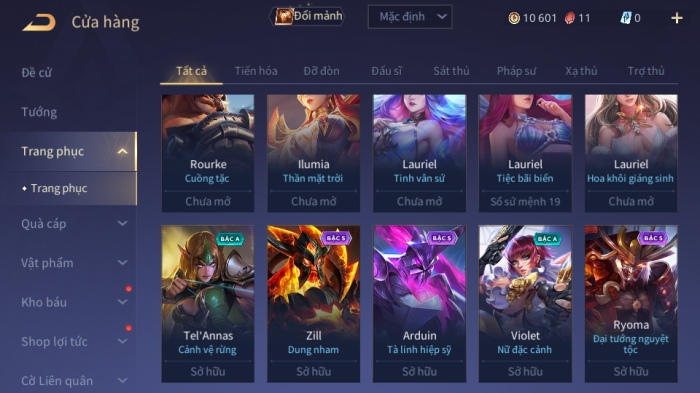 Cửa hàng
Đổi mảnh
Mặc định
10 601
11
0
Đề cử
Tướng
Trang phục
Trang phục
Quà cáp
Vật phẩm
Kho báu
Shop lợi tức
Cờ Liên quân
Tất cả
Tiến hóa
Đỡ đòn
Đấu sĩ
Sát thủ
Pháp sư
Xạ thủ
Trợ thủ
Rourke
Cuồng tặc
Chưa mở
Ilumia
Thần mặt trời
Chưa mở
Lauriel
Tinh vân sứ
Chưa mở
Lauriel
Tiệc bãi biển
Sổ sứ mệnh 19
Lauriel
Hoa khôi giáng sinh
Chưa mở
BẬC A
Tel'Annas
Cảnh vệ rừng
Sở hữu
BẬC S
Zill
Dung nham
Sở hữu
BẬC S
Arduin
Tà linh hiệp sỹ
Sở hữu
BẬC A
Violet
Nữ đặc cảnh
Sở hữu
BẬC S
Ryoma
Đại tướng nguyệt
tộc
Sở hữu